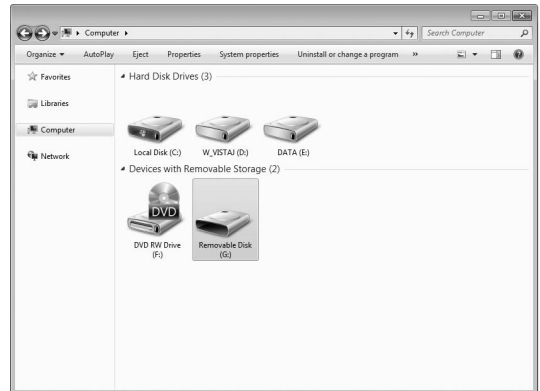 Computer
Search Computer
Organize AutoPlay Eject Properties System properties Uninstall or change a program »
Favorites
Libraries
Computer
Network
Hard Disk Drives (3)
Local Disk (C:) W_VISTAJ (D:) DATA (E:)
Devices with Removable Storage (2)
DVD
DVD RW Drive (F:)
Removable Disk (G:)